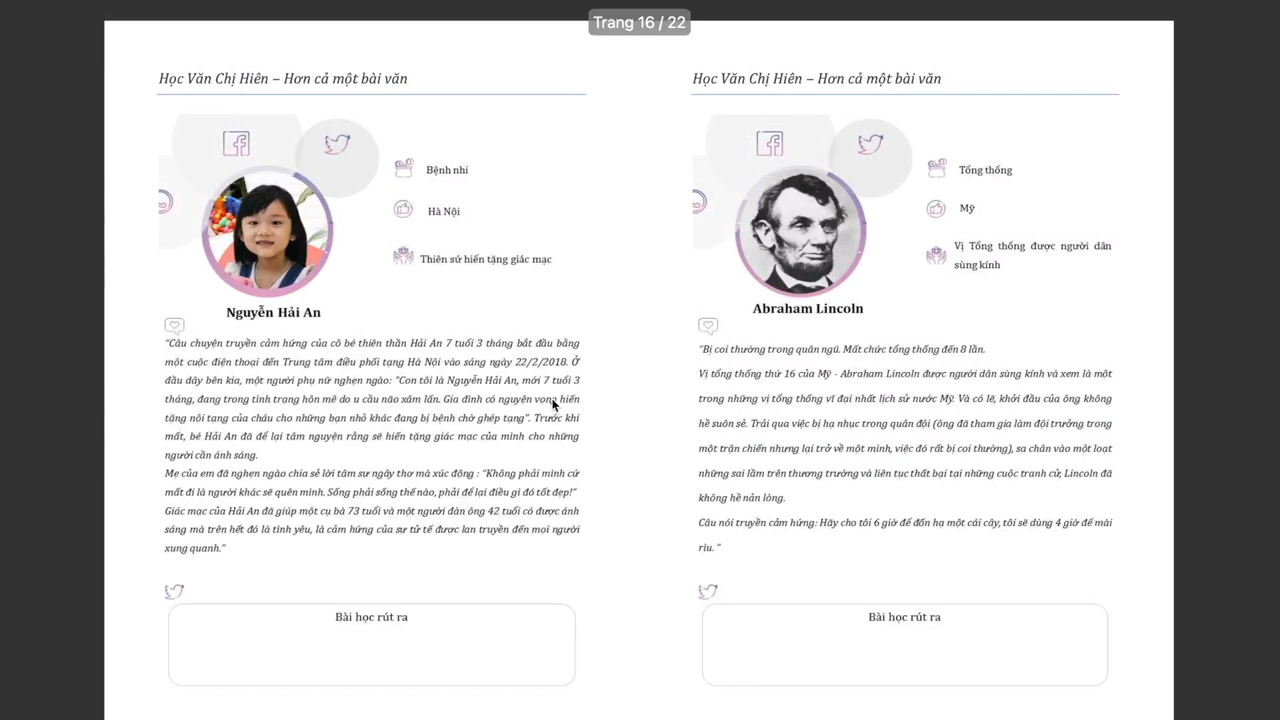 Trang 16 / 22
Học Văn Chị Hiên – Hơn cả một bài văn
Bệnh nhi
Hà Nội
Thiên sứ hiến tặng giác mạc
Nguyễn Hải An
"Câu chuyện truyền cảm hứng của cô bé thiên thần Hải An 7 tuổi 3 tháng bắt đầu bằng
một cuộc điện thoại đến Trung tâm điều phối tạng Hà Nội vào sáng ngày 22/2/2018. Ở
đầu dây bên kia, một người phụ nữ nghẹn ngào: "Con tôi là Nguyễn Hải An, mới 7 tuổi 3
tháng, đang trong tình trạng hôn mê do u cầu não xâm lấn. Gia đình có nguyện vọng hiến
tặng nội tạng của cháu cho những bạn nhỏ khác đang bị bệnh chờ ghép tạng". Trước khi
mất, bé Hải An đã để lại tâm nguyện rằng sẽ hiến tặng giác mạc của mình cho những
người cần ánh sáng.
Mẹ của em đã nghẹn ngào chia sẻ lời tâm sự ngây thơ mà xúc động : "Không phải mình cứ
mất đi là người khác sẽ quên mình. Sống phải sống thế nào, phải để lại điều gì đó tốt đẹp!"
Giác mạc của Hải An đã giúp một cụ bà 73 tuổi và một người đàn ông 42 tuổi có được ánh
sáng mà trên hết đó là tình yêu, là cảm hứng của sự tử tế được lan truyền đến mọi người
xung quanh."
Bài học rút ra
Học Văn Chị Hiên – Hơn cả một bài văn
Tổng thống
Mỹ
Vị Tổng thống được người dân
sùng kính
Abraham Lincoln
"Bị coi thường trong quân ngũ. Mất chức tổng thống đến 8 lần.
Vị tổng thống thứ 16 của Mỹ - Abraham Lincoln được người dân sùng kính và xem là một
trong những vị tổng thống vĩ đại nhất lịch sử nước Mỹ. Và có lẽ, khởi đầu của ông không
hề suôn sẻ. Trải qua việc bị hạ nhục trong quân đội (ông đã tham gia làm đội trưởng trong
một trận chiến nhưng lại trở về một mình, việc đó rất bị coi thường), sa chân vào một loạt
những sai lầm trên thương trường và liên tục thất bại tại những cuộc tranh cử, Lincoln đã
không hề nản lòng.
Câu nói truyền cảm hứng: Hãy cho tôi 6 giờ để đốn hạ một cái cây, tôi sẽ dùng 4 giờ để mài
rìu. "
Bài học rút ra